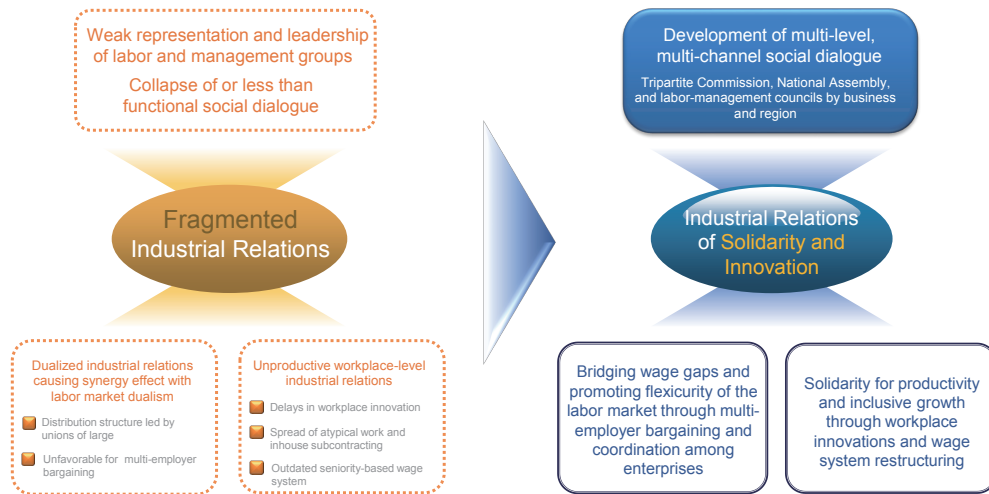 Weak representation and leadership
of labor and management groups
Collapse of or less than
functional social dialogue
Fragmented
Industrial Relations
Dualized industrial relations
causing synergy effect with
labor market dualism
Distribution structure led by
unions of large
Unfavorable for multi-employer
bargaining
Unproductive workplace-level
industrial relations
Delays in workplace innovation
Spread of atypical work and
inhouse subcontracting
Outdated seniority-based wage
system
Development of multi-level,
multi-channel social dialogue
Tripartite Commission, National Assembly,
and labor-management councils by business
and region
Industrial Relations
of Solidarity and
Innovation
Bridging wage gaps and
promoting flexicurity of the
labor market through multi-
employer bargaining and
coordination among
enterprises
Solidarity for productivity
and inclusive growth
through workplace
innovations and wage
system restructuring